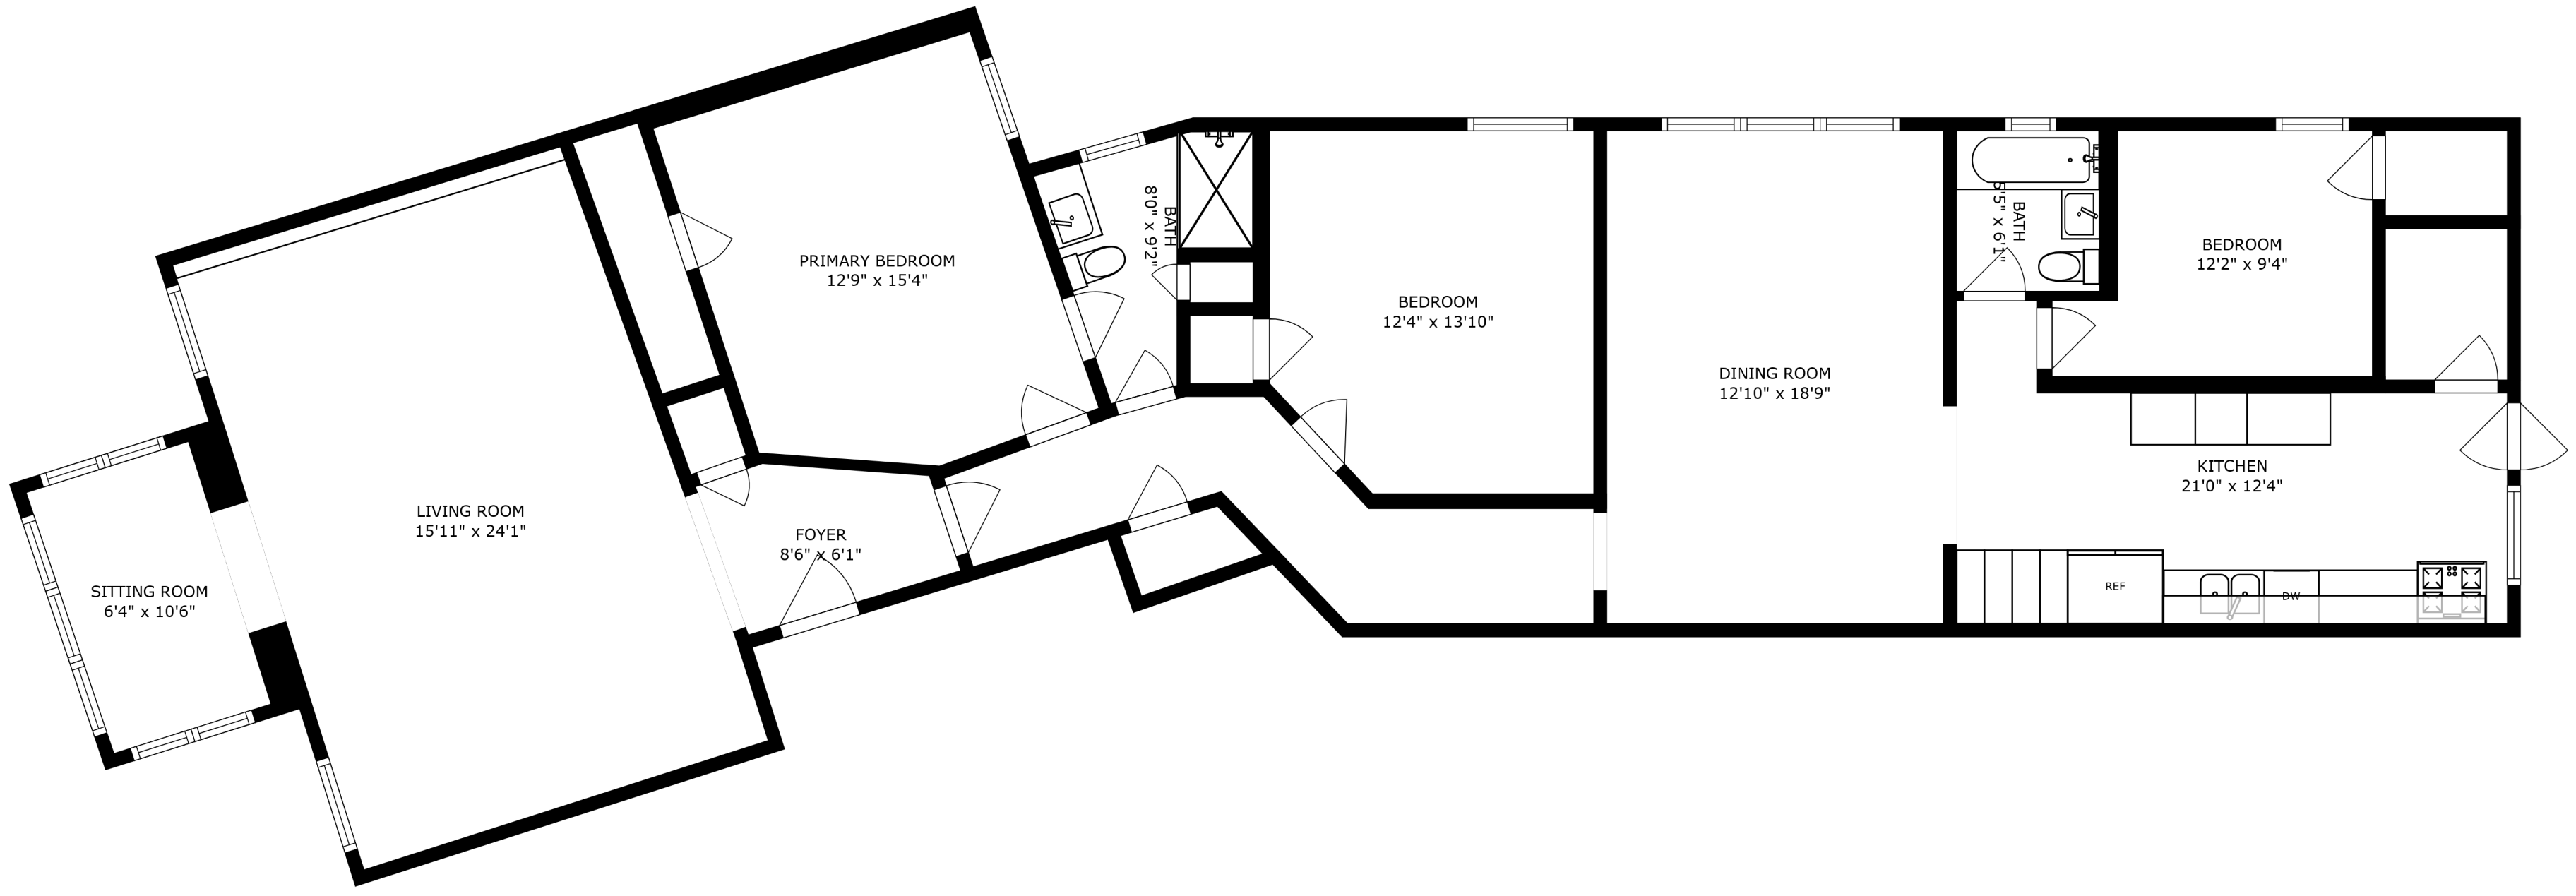 PRIMARY BEDROOM
12'9" x 15'4"
BATH
8'0" x 9'2"
BEDROOM
12'4" x 13'10"
DINING ROOM
12'10" x 18'9"
BATH
5'5" x 6'1"
BEDROOM
12'2" x 9'4"
KITCHEN
21'0" x 12'4"
REF
DW
LIVING ROOM
15'11" x 24'1"
FOYER
8'6" x 6'1"
SITTING ROOM
6'4" x 10'6"